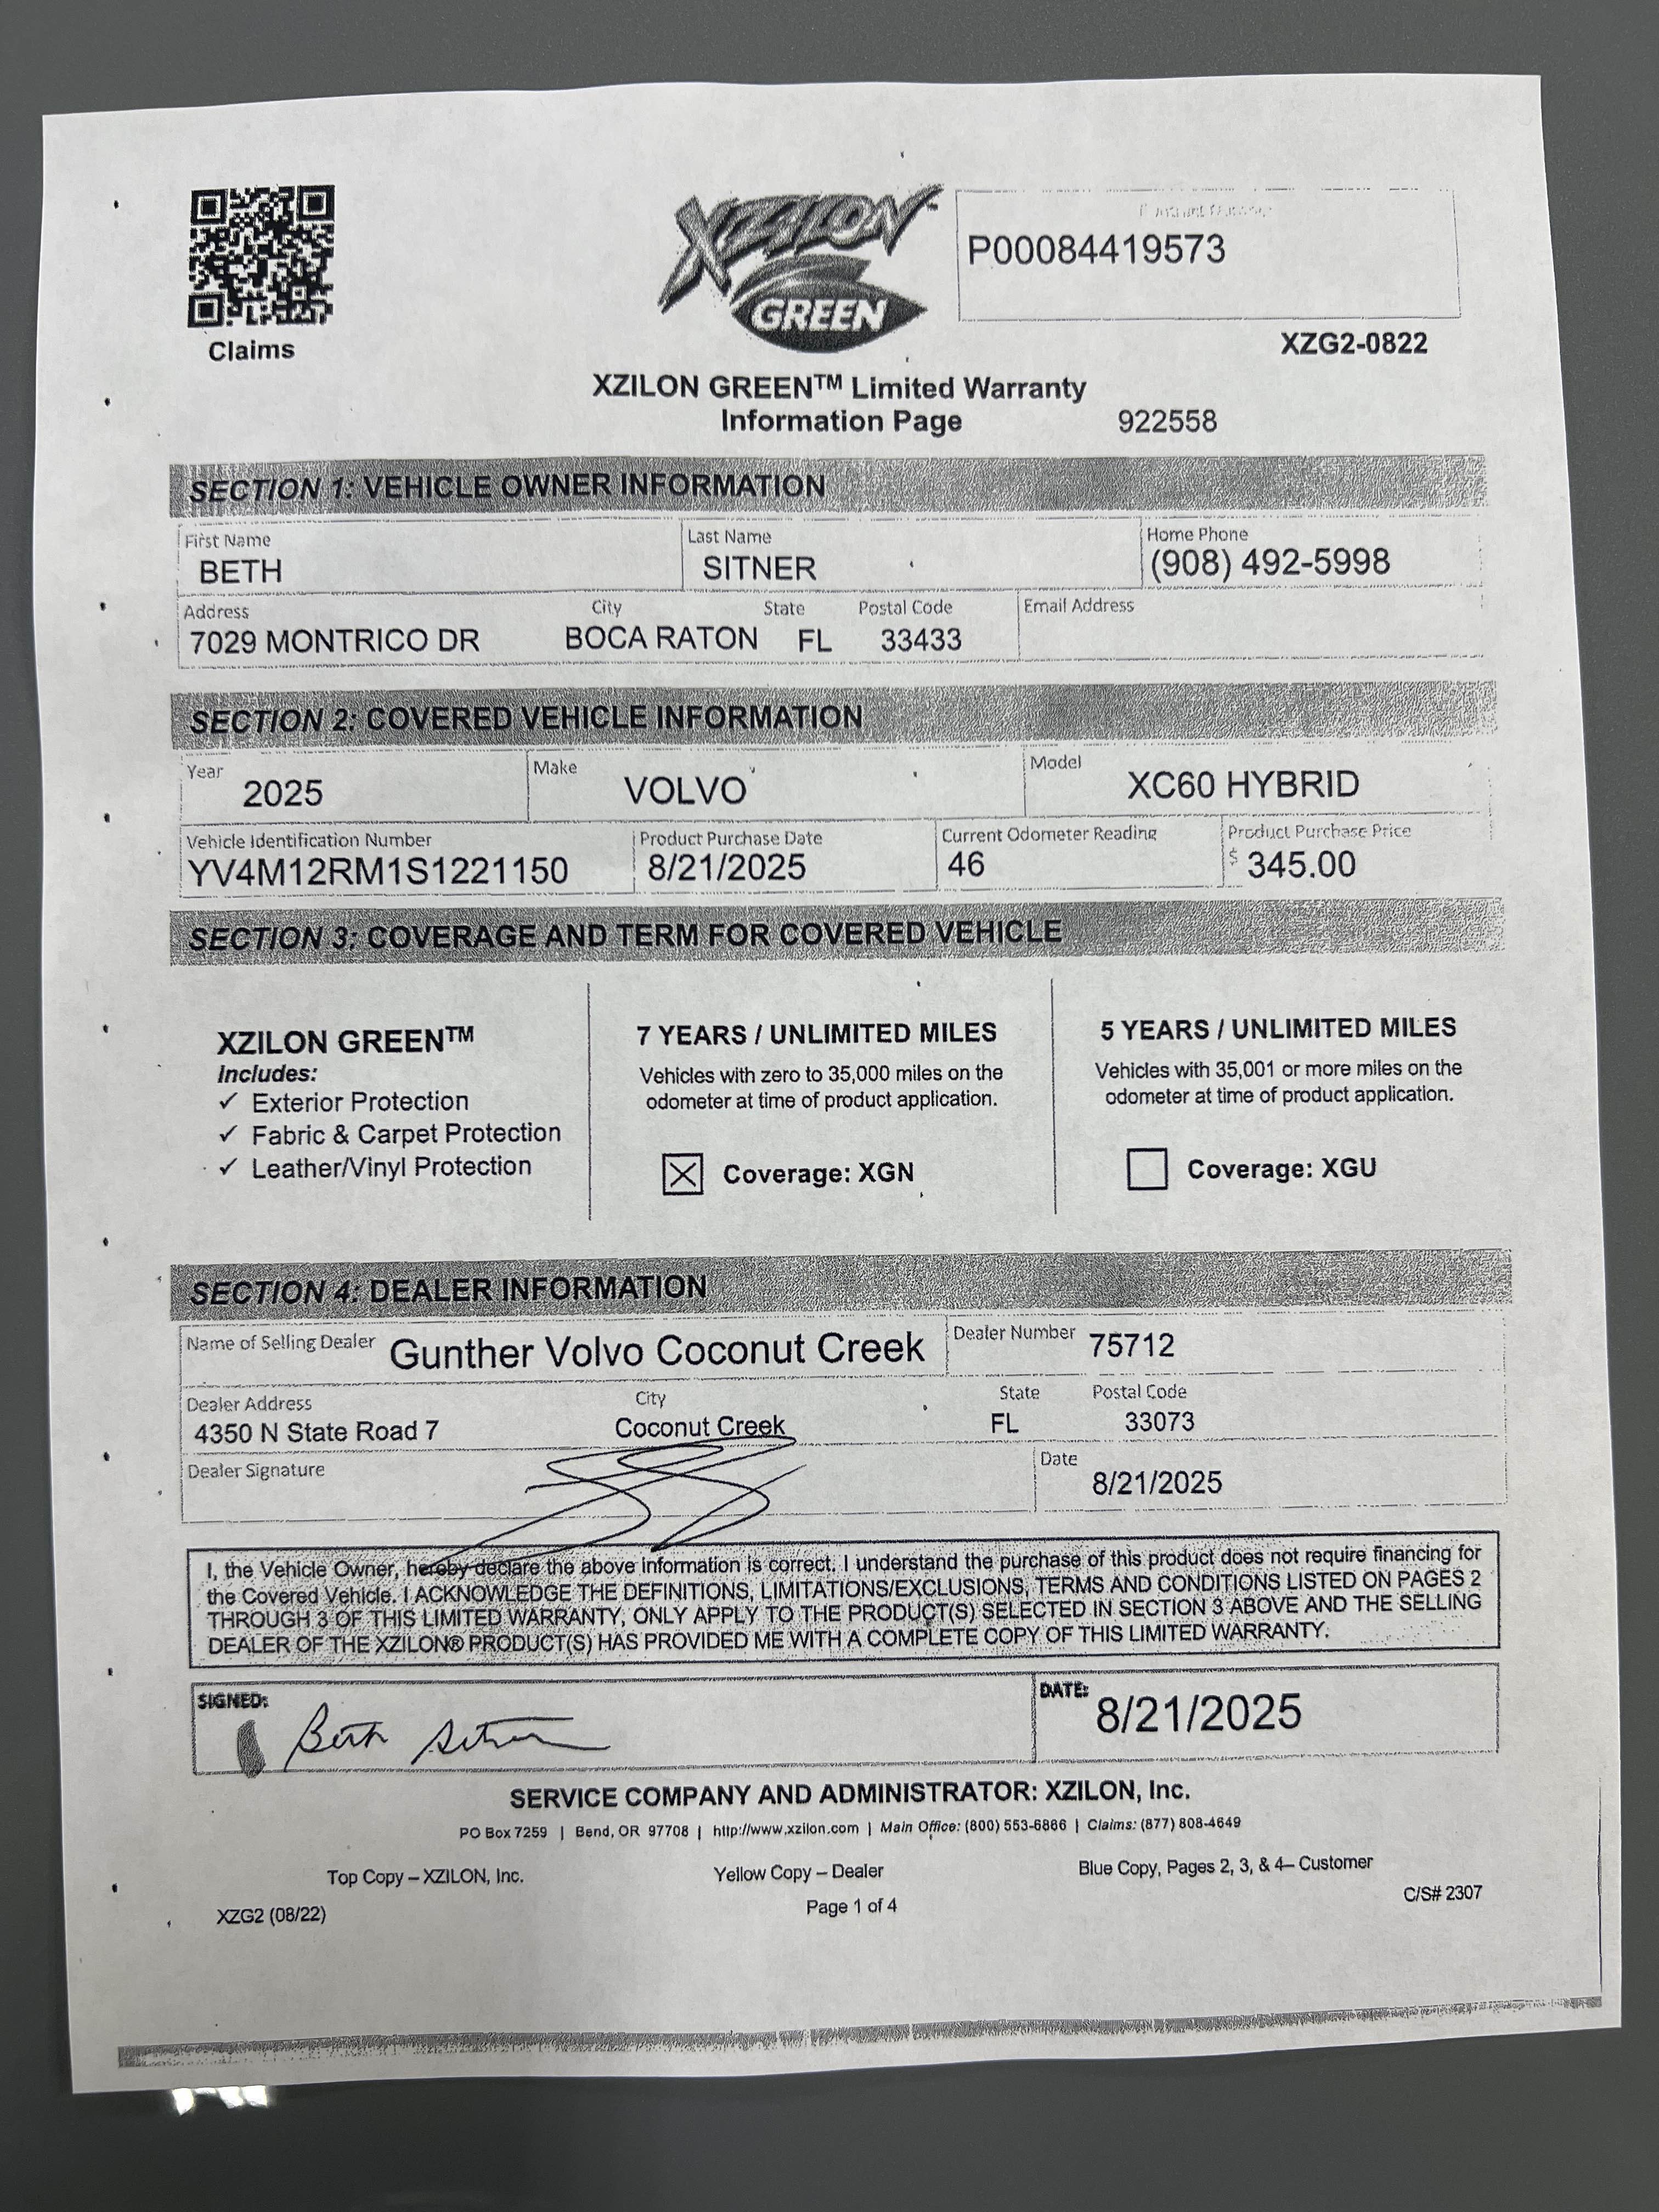 XZILON
GREEN
P00084419573
Claims
XZG2-0822
XZILON GREEN™ Limited Warranty
Information Page 922558
SECTION 1: VEHICLE OWNER INFORMATION
First Name Last Name Home Phone
BETH SITNER (908) 492-5998
Address City State Postal Code Email Address
7029 MONTRICO DR BOCA RATON FL 33433
SECTION 2: COVERED VEHICLE INFORMATION
Year Make Model
2025 VOLVO XC60 HYBRID
Vehicle Identification Number Product Purchase Date Current Odometer Reading Product Purchase Price
YV4M12RM1S1221150 8/21/2025 46 $ 345.00
SECTION 3: COVERAGE AND TERM FOR COVERED VEHICLE
XZILON GREEN™
Includes:
✓ Exterior Protection
✓ Fabric & Carpet Protection
✓ Leather/Vinyl Protection
7 YEARS / UNLIMITED MILES
Vehicles with zero to 35,000 miles on the
odometer at time of product application.
☒ Coverage: XGN
5 YEARS / UNLIMITED MILES
Vehicles with 35,001 or more miles on the
odometer at time of product application.
☐ Coverage: XGU
SECTION 4: DEALER INFORMATION
Name of Selling Dealer Gunther Volvo Coconut Creek Dealer Number 75712
Dealer Address City State Postal Code
4350 N State Road 7 Coconut Creek FL 33073
Dealer Signature Date
8/21/2025
I, the Vehicle Owner, hereby declare the above information is correct. I understand the purchase of this product does not require financing for
the Covered Vehicle. I ACKNOWLEDGE THE DEFINITIONS, LIMITATIONS/EXCLUSIONS, TERMS AND CONDITIONS LISTED ON PAGES 2
THROUGH 3 OF THIS LIMITED WARRANTY, ONLY APPLY TO THE PRODUCT(S) SELECTED IN SECTION 3 ABOVE AND THE SELLING
DEALER OF THE XZILON® PRODUCT(S) HAS PROVIDED ME WITH A COMPLETE COPY OF THIS LIMITED WARRANTY.
SIGNED: Beth Sitner DATE: 8/21/2025
SERVICE COMPANY AND ADMINISTRATOR: XZILON, Inc.
PO Box 7259 | Bend, OR 97708 | http://www.xzilon.com | Main Office: (800) 553-6886 | Claims: (877) 808-4649
Top Copy – XZILON, Inc. Yellow Copy – Dealer Blue Copy, Pages 2, 3, & 4– Customer
C/S# 2307
XZG2 (08/22) Page 1 of 4